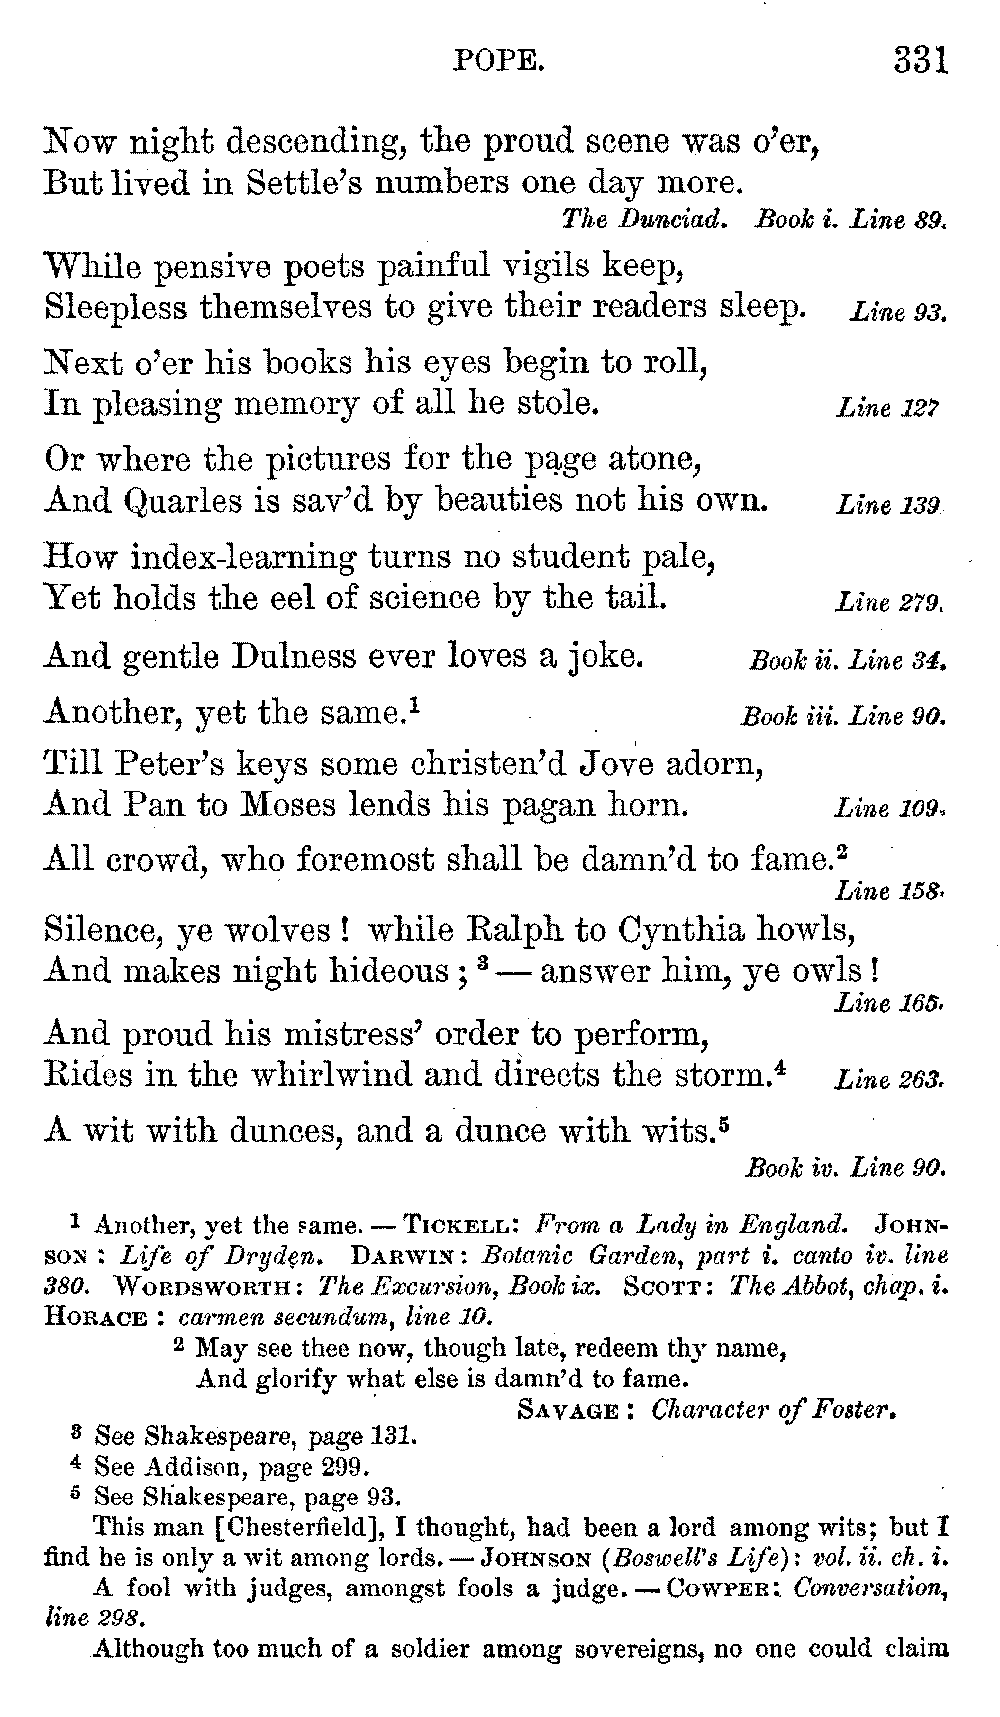 POPE. 331
Now night descending, the proud scene was o'er,
But lived in Settle's numbers one day more.
The Dunciad. Book i. Line 89.
While pensive poets painful vigils keep,
Sleepless themselves to give their readers sleep. Line 93.
Next o'er his books his eyes begin to roll,
In pleasing memory of all he stole. Line 127
Or where the pictures for the page atone,
And Quarles is sav'd by beauties not his own. Line 139
How index-learning turns no student pale,
Yet holds the eel of science by the tail. Line 279.
And gentle Dulness ever loves a joke. Book ii. Line 34.
Another, yet the same.¹ Book iii. Line 90.
Till Peter's keys some christen'd Jove adorn,
And Pan to Moses lends his pagan horn. Line 109.
All crowd, who foremost shall be damn'd to fame.²
Line 158.
Silence, ye wolves! while Ralph to Cynthia howls,
And makes night hideous;³ — answer him, ye owls!
Line 165.
And proud his mistress' order to perform,
Rides in the whirlwind and directs the storm.⁴ Line 263.
A wit with dunces, and a dunce with wits.⁵
Book iv. Line 90.
1 Another, yet the same. — TICKELL: From a Lady in England. JOHN-
SON : Life of Dryden. DARWIN: Botanic Garden, part i. canto iv. line
380. WORDSWORTH: The Excursion, Book ix. SCOTT: The Abbot, chap. i.
HORACE : carmen secundum, line 10.
2 May see thee now, though late, redeem thy name,
And glorify what else is damn'd to fame.
SAVAGE: Character of Foster.
3 See Shakespeare, page 131.
4 See Addison, page 299.
5 See Shakespeare, page 93.
This man [Chesterfield], I thought, had been a lord among wits; but I
find he is only a wit among lords. — JOHNSON (Boswell's Life): vol. ii. ch. i.
A fool with judges, amongst fools a judge. — COWPER: Conversation,
line 298.
Although too much of a soldier among sovereigns, no one could claim